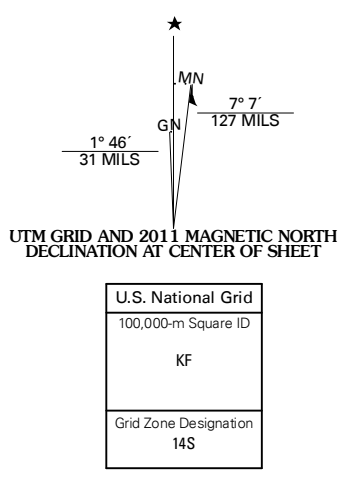 MN
7° 7´
127 MILS
GN
1° 46´
31 MILS
UTM GRID AND 2011 MAGNETIC NORTH
DECLINATION AT CENTER OF SHEET
U.S. National Grid
100,000-m Square ID
KF
Grid Zone Designation
14S